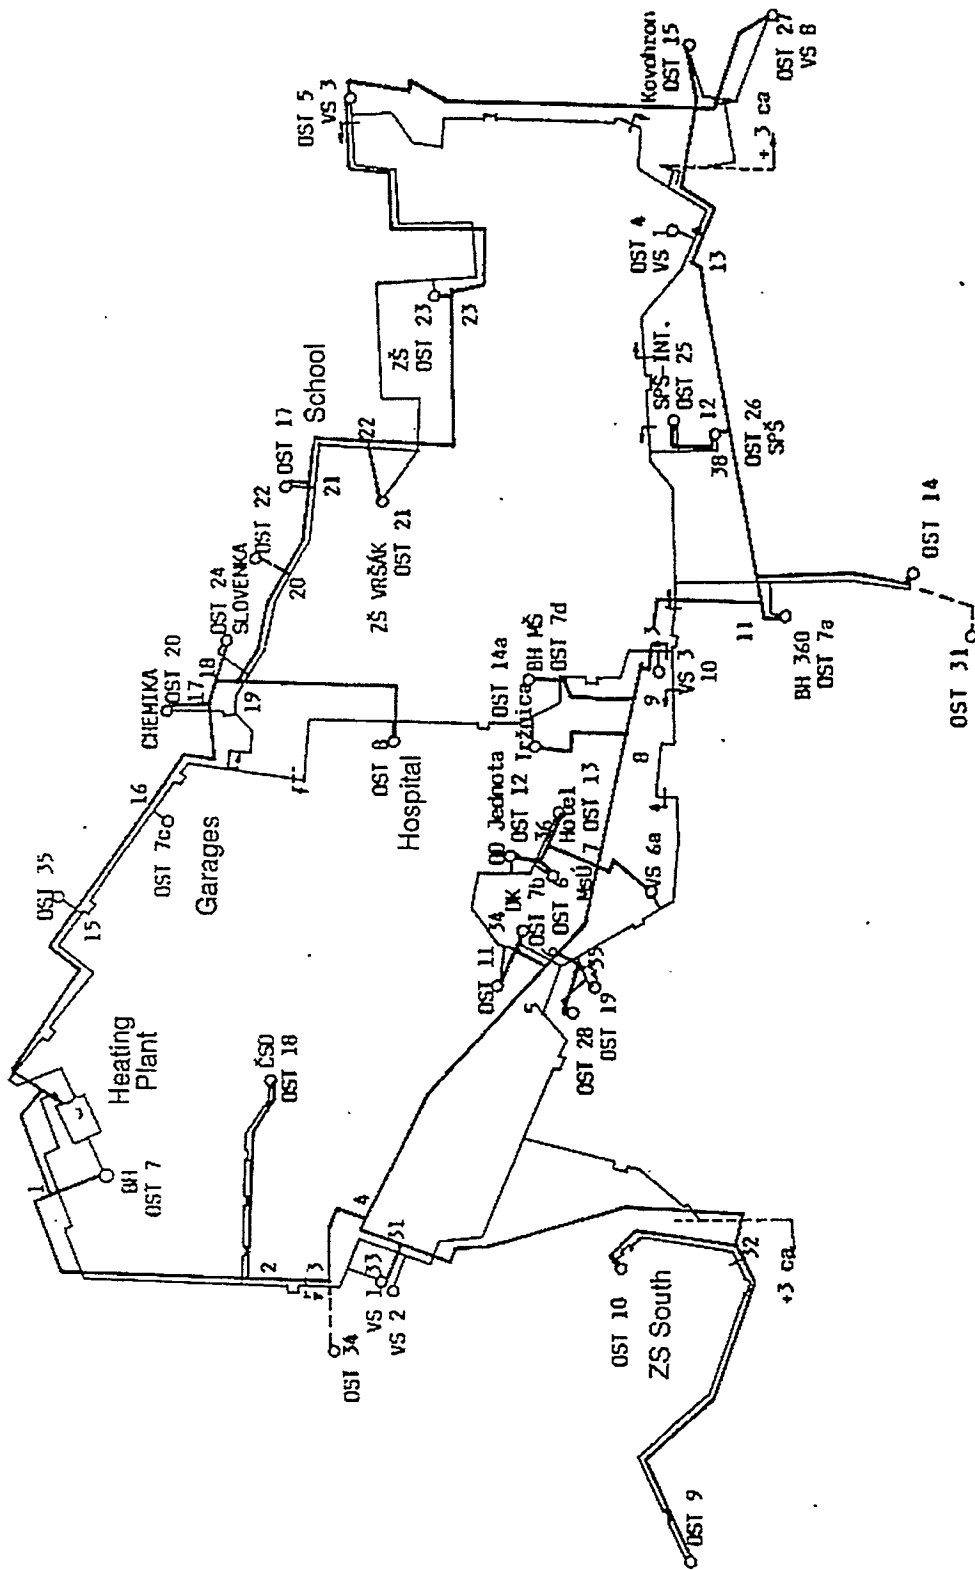 OST 5
VS 3
Kovohron
OST 15
OST 27
VS B
+ 3 ca
OST 4
VS 1
13
ZŠ
OST 23
23
School
OST 17
21
22
ZŠ VRŠÁK
OST 21
OST 22
20
OST 24
SLOVENKA
CHEMIKA
OST 20
17
18
19
16
OST 7c
Garages
OST 35
15
Heating
Plant
1
BH
OST 7
ČSD
OST 18
2
3
4
OST 34
VS 1
VS 2
33
31
OST 8
Hospital
OST 14a
Tržnica
BH MŠ
OST 7d
OD Jednota
OST 12
Hotel
OST 13
36
DK
OST 7b
OST 6
MsÚ
7
34
OST 11
6
5
35
OST 28
OST 19
VS 6a
8
9
VS 3
10
3
SPŠ-INT.
OST 25
12
38
OST 26
SPŠ
11
BH 360
OST 7a
OST 14
OST 31
OST 10
ZS South
32
+3 ca
OST 9